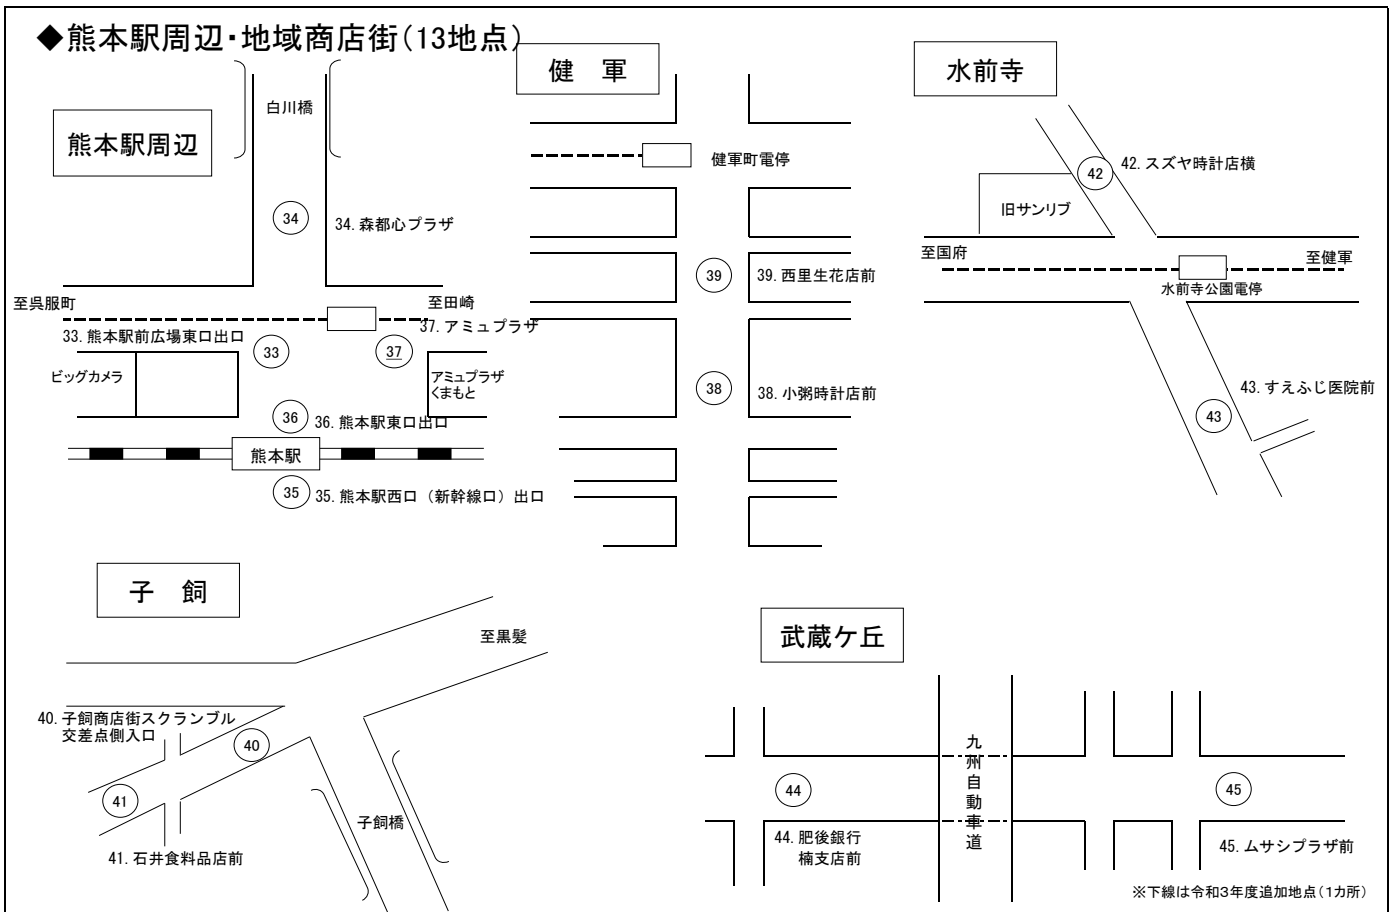 ◆熊本駅周辺・地域商店街(13地点)
熊本駅周辺
白川橋
34
34.森都心プラザ
至呉服町
至田崎
37.アミュプラザ
33.熊本駅前広場東口出口
33
37
ビッグカメラ
アミュプラザ
くまもと
36
36.熊本駅東口出口
熊本駅
35
35.熊本駅西口（新幹線口）出口
健　軍
健軍町電停
39
39.西里生花店前
38
38.小粥時計店前
水前寺
42
42.スズヤ時計店横
旧サンリブ
至国府
至健軍
水前寺公園電停
43.すえふじ医院前
43
子　飼
至黒髪
40.子飼商店街スクランブル
交差点側入口
40
41
子飼橋
41.石井食料品店前
武蔵ケ丘
九州自動車道
44
45
44.肥後銀行
楠支店前
45.ムサシプラザ前
※下線は令和3年度追加地点(1カ所)